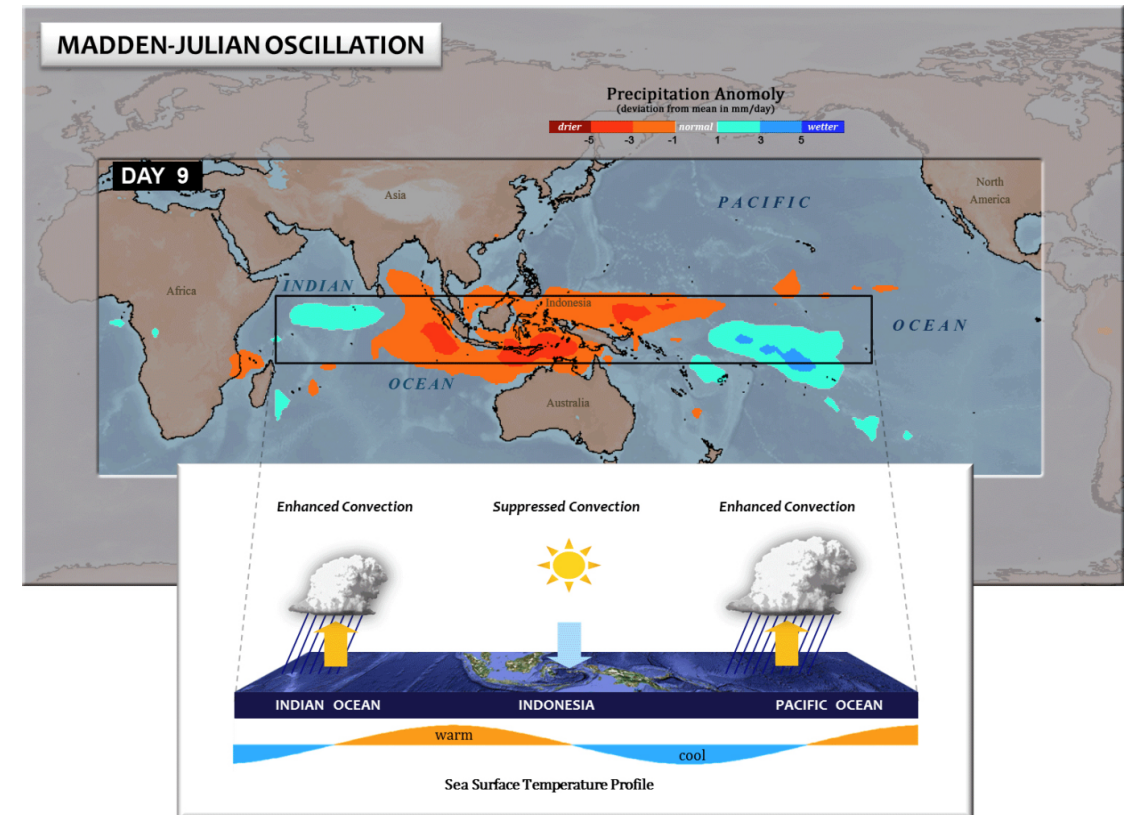 MADDEN-JULIAN OSCILLATION
Precipitation Anomoly
(deviation from mean in mm/day)
drier normal wetter
-5 -3 -1 1 3 5
DAY 9
Asia
North
America
PACIFIC
Africa
INDIAN
Indonesia
OCEAN
OCEAN
Australia
Enhanced Convection Suppressed Convection Enhanced Convection
INDIAN OCEAN INDONESIA PACIFIC OCEAN
warm
cool
Sea Surface Temperature Profile